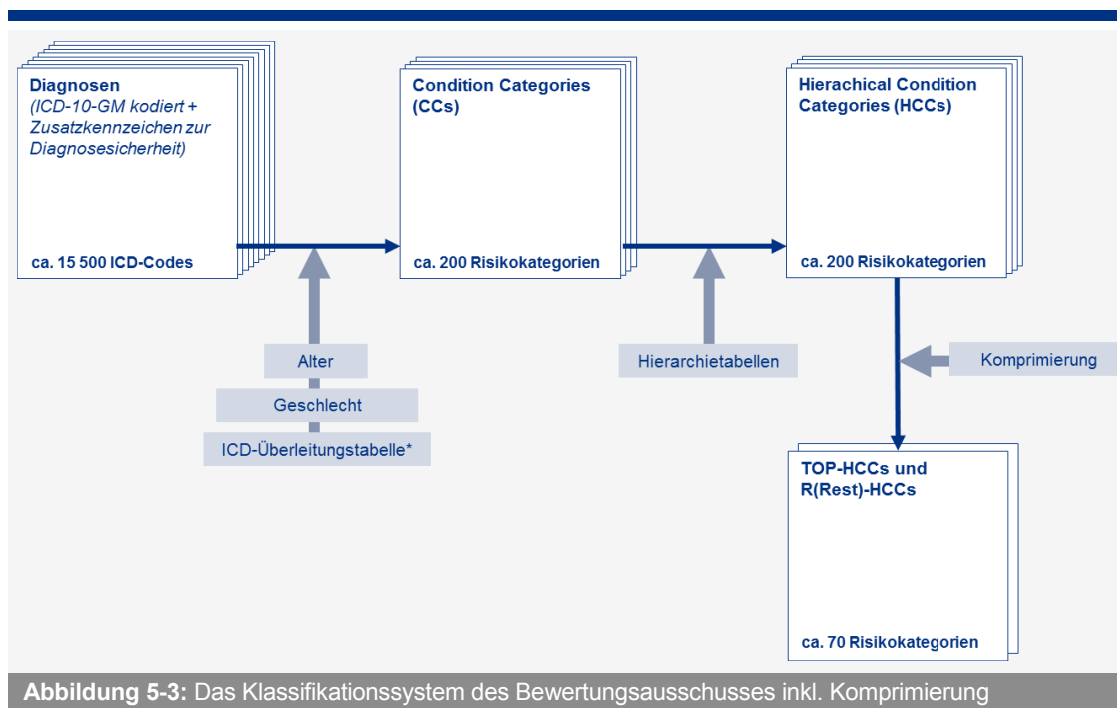 Diagnosen
(ICD-10-GM kodiert +
Zusatzkennzeichen zur
Diagnosesicherheit)
ca. 15 500 ICD-Codes
Condition Categories
(CCs)
ca. 200 Risikokategorien
Hierachical Condition
Categories (HCCs)
ca. 200 Risikokategorien
Alter
Geschlecht
ICD-Überleitungstabelle*
Hierarchietabellen
Komprimierung
TOP-HCCs und
R(Rest)-HCCs
ca. 70 Risikokategorien
Abbildung 5-3: Das Klassifikationssystem des Bewertungsausschusses inkl. Komprimierung